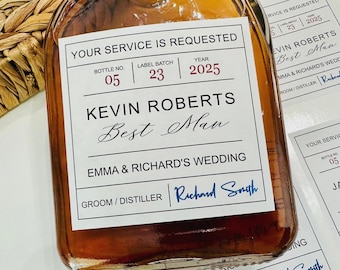 YOUR SERVICE IS REQUESTED
BOTTLE NO. LABEL BATCH YEAR
05 23 2025
KEVIN ROBERTS
Best Man
EMMA & RICHARD'S WEDDING
GROOM / DISTILLER Richard Smith